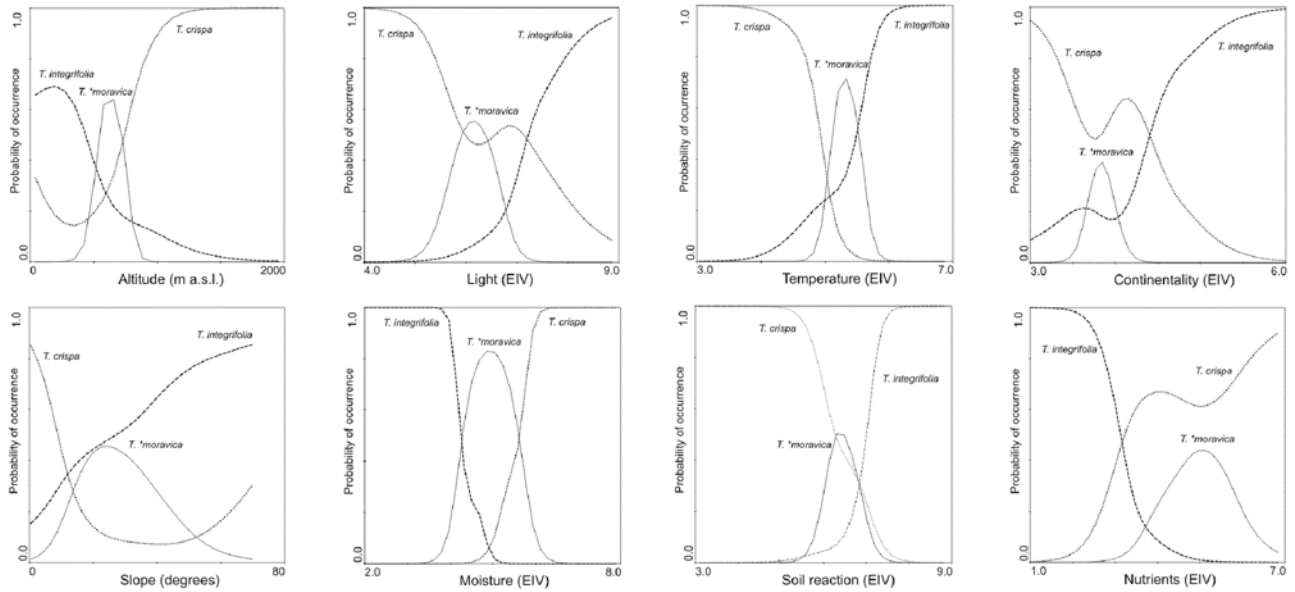 1.0
T. crispa
T. integrifolia
T. *moravica
Probability of occurrence
0.0
0
2000
Altitude (m a.s.l.)
1.0
T. crispa
T. integrifolia
T. *moravica
Probability of occurrence
0.0
4.0
9.0
Light (EIV)
1.0
T. crispa
T. integrifolia
T. *moravica
Probability of occurrence
0.0
3.0
7.0
Temperature (EIV)
1.0
T. crispa
T. integrifolia
T. *moravica
Probability of occurrence
0.0
3.0
6.0
Continentality (EIV)
1.0
T. integrifolia
T. crispa
T. *moravica
Probability of occurrence
0.0
0
80
Slope (degrees)
1.0
T. integrifolia
T. crispa
T. *moravica
Probability of occurrence
0.0
2.0
8.0
Moisture (EIV)
1.0
T. crispa
T. integrifolia
T. *moravica
Probability of occurrence
0.0
3.0
9.0
Soil reaction (EIV)
1.0
T. integrifolia
T. crispa
T. *moravica
Probability of occurrence
0.0
1.0
7.0
Nutrients (EIV)